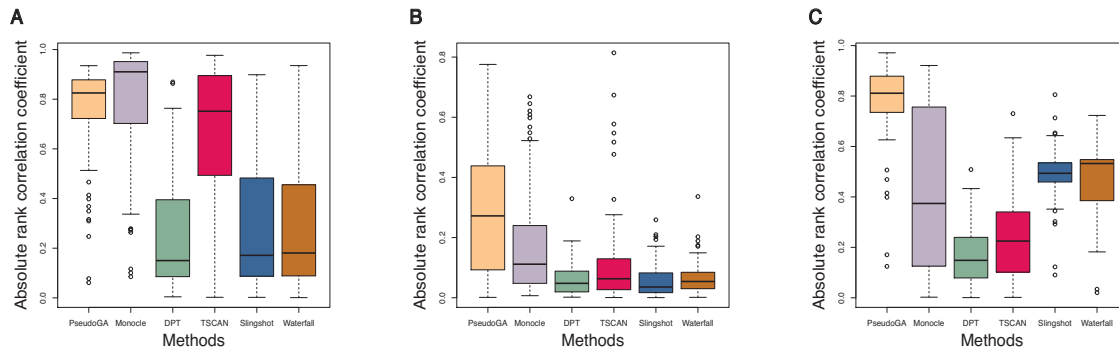 A
Absolute rank correlation coefficient
0.0 0.2 0.4 0.6 0.8 1.0
PseudoGA Monocle DPT TSCAN Slingshot Waterfall
Methods
B
Absolute rank correlation coefficient
0.0 0.2 0.4 0.6 0.8
PseudoGA Monocle DPT TSCAN Slingshot Waterfall
Methods
C
Absolute rank correlation coefficient
0.0 0.2 0.4 0.6 0.8 1.0
PseudoGA Monocle DPT TSCAN Slingshot Waterfall
Methods